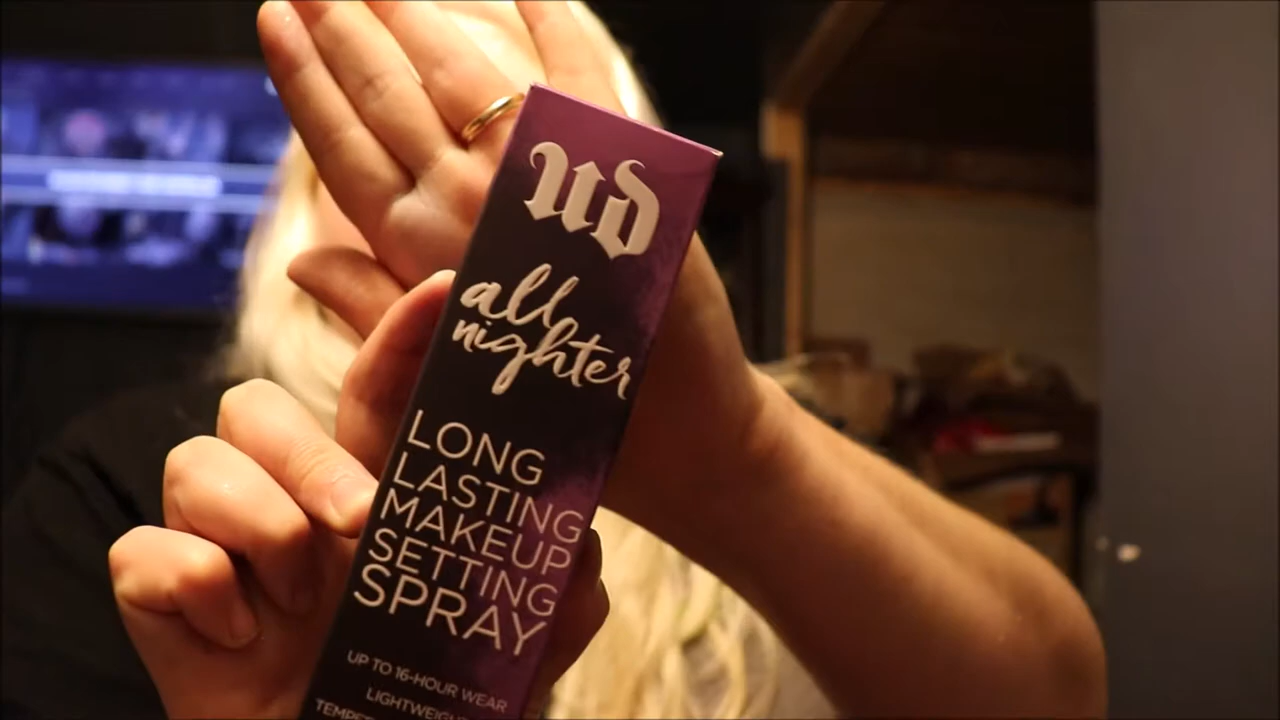 UD
all
nighter
LONG
LASTING
MAKEUP
SETTING
SPRAY
UP TO 16-HOUR WEAR